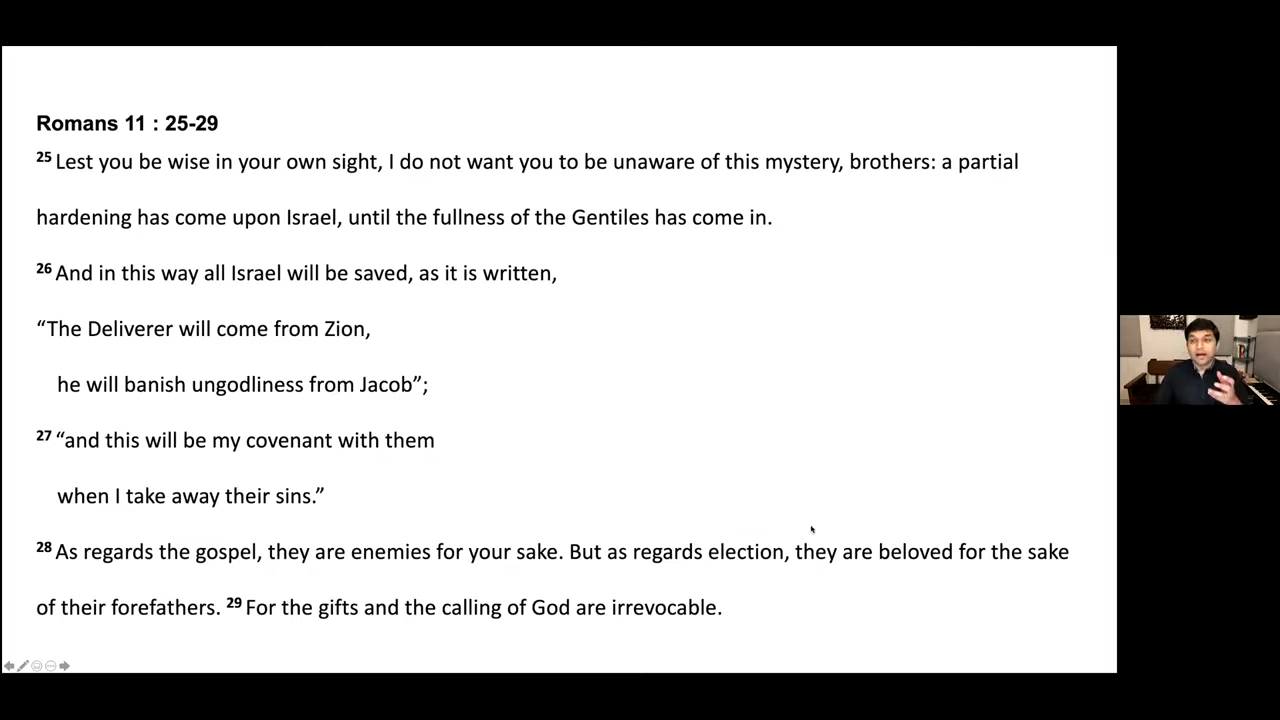 Romans 11 : 25-29
25 Lest you be wise in your own sight, I do not want you to be unaware of this mystery, brothers: a partial
hardening has come upon Israel, until the fullness of the Gentiles has come in.
26 And in this way all Israel will be saved, as it is written,
“The Deliverer will come from Zion,
he will banish ungodliness from Jacob”;
27 “and this will be my covenant with them
when I take away their sins.”
28 As regards the gospel, they are enemies for your sake. But as regards election, they are beloved for the sake
of their forefathers. 29 For the gifts and the calling of God are irrevocable.